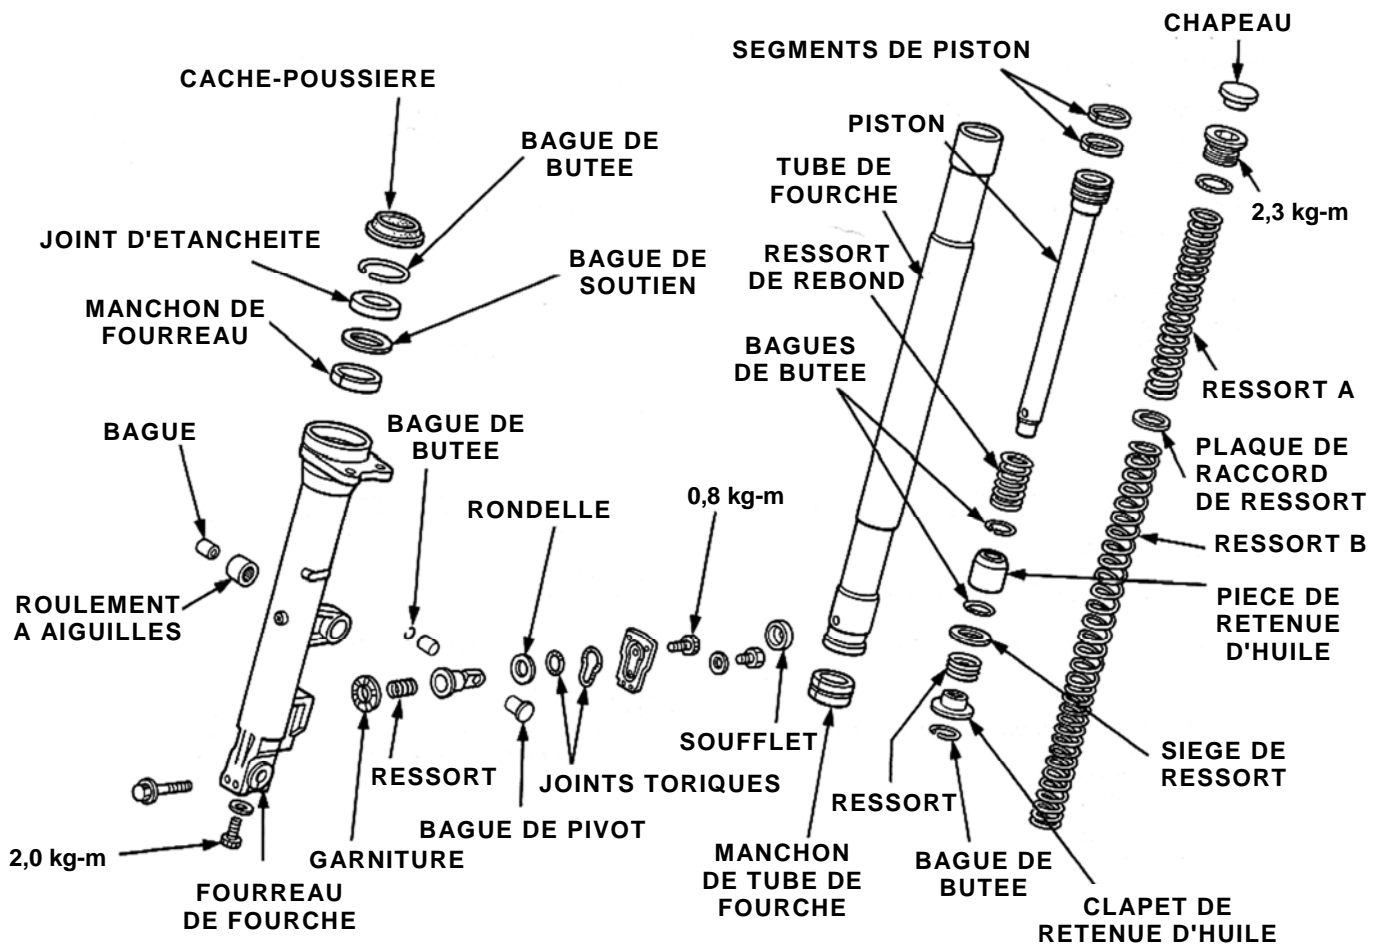 CHAPEAU
SEGMENTS DE PISTON
CACHE-POUSSIERE
PISTON
BAGUE DE
BUTEE
TUBE DE
FOURCHE
2,3 kg-m
JOINT D'ETANCHEITE
BAGUE DE
SOUTIEN
RESSORT
DE REBOND
MANCHON DE
FOURREAU
BAGUES
DE BUTEE
RESSORT A
BAGUE
BAGUE DE
BUTEE
PLAQUE DE
RACCORD
DE RESSORT
0,8 kg-m
RONDELLE
RESSORT B
ROULEMENT
A AIGUILLES
PIECE DE
RETENUE
D'HUILE
SOUFFLET
SIEGE DE
RESSORT
RESSORT
JOINTS TORIQUES
RESSORT
BAGUE DE PIVOT
2,0 kg-m
GARNITURE
MANCHON
DE TUBE DE
FOURCHE
BAGUE DE
BUTEE
FOURREAU
DE FOURCHE
CLAPET DE
RETENUE D'HUILE